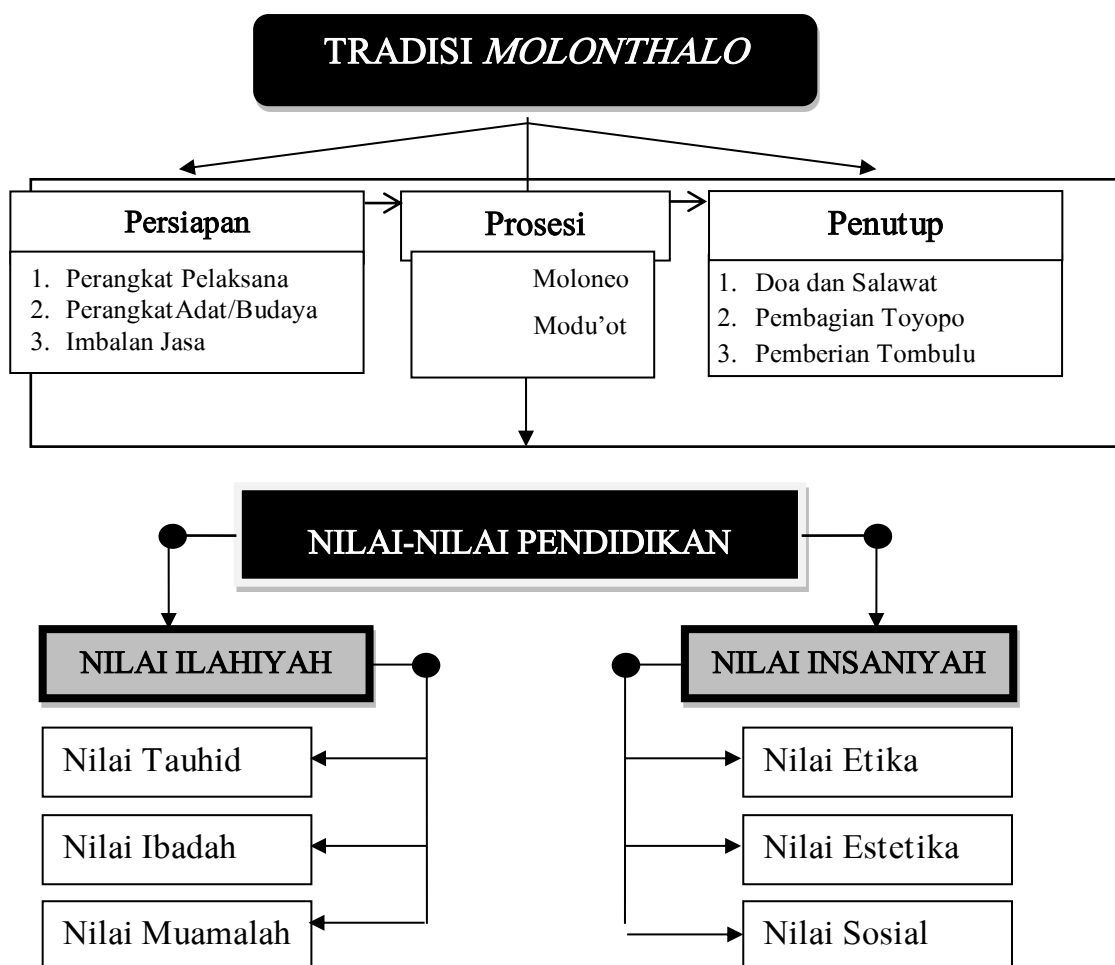 TRADISI MOLONTHALO
Persiapan
1. Perangkat Pelaksana
2. Perangkat Adat/Budaya
3. Imbalan Jasa
Prosesi
Moloneo
Modu’ot
Penutup
1. Doa dan Salawat
2. Pembagian Toyopo
3. Pemberian Tombulu
NILAI-NILAI PENDIDIKAN
NILAI ILAHIYAH
Nilai Tauhid
Nilai Ibadah
Nilai Muamalah
NILAI INSANIYAH
Nilai Etika
Nilai Estetika
Nilai Sosial